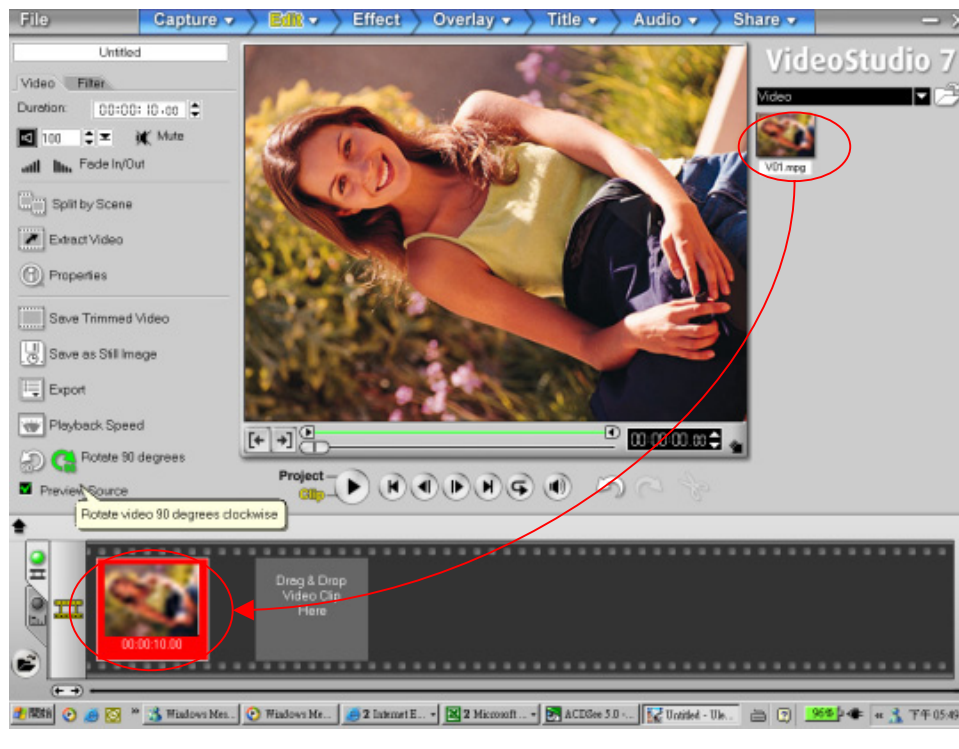 File Capture Edit Effect Overlay Title Audio Share
Untitled
VideoStudio 7
Video Filter
Video
Duration: 00:00:10.00
100 Mute
V01.mpg
Fade In/Out
Split by Scene
Extract Video
Properties
Save Trimmed Video
Save as Still Image
Export
Playback Speed
00:00:00.00
Rotate 90 degrees
Project
Clip
Preview Source
Rotate video 90 degrees clockwise
Drag & Drop
Video Clip
Here
00:00:10.00
開始 Windows Mes... Windows Me... 2 Internet E... 2 Microsoft ... ACDSee 5.0 -... Untitled - Ule... 96% 下午 05:49